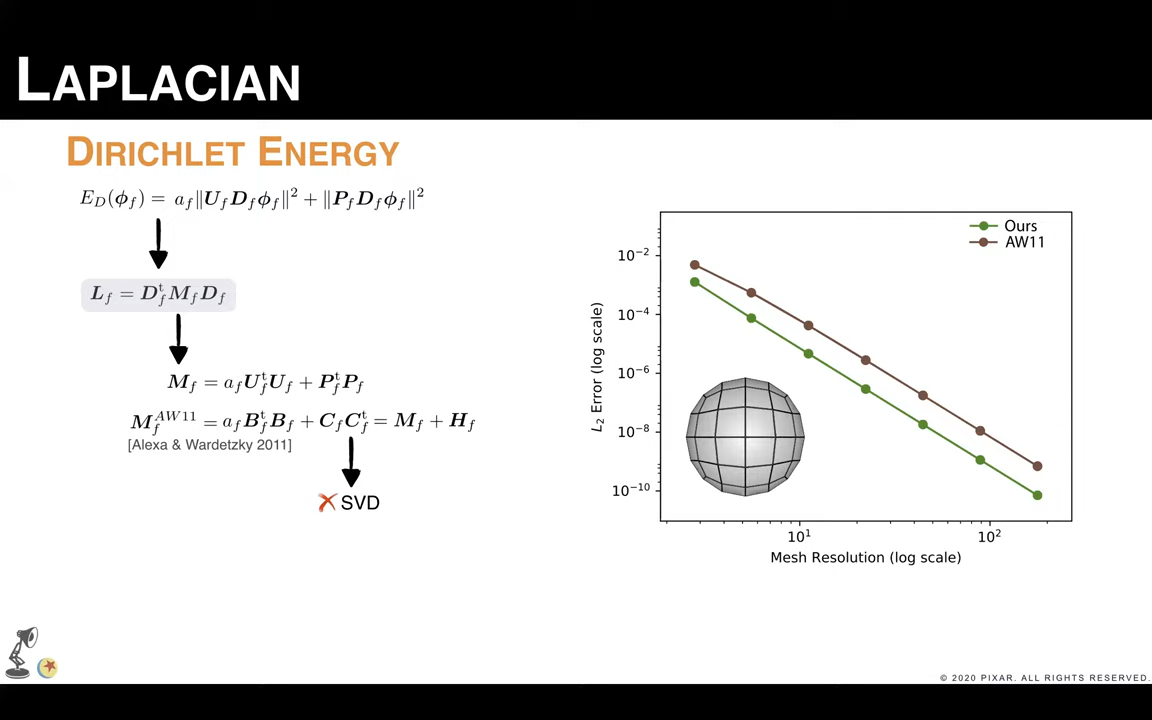 LAPLACIAN
DIRICHLET ENERGY
E_D(ϕ_f) = a_f‖U_f D_f ϕ_f‖² + ‖P_f D_f ϕ_f‖²
L_f = D_f^t M_f D_f
M_f = a_f U_f^t U_f + P_f^t P_f
M_f^{AW11} = a_f B_f^t B_f + C_f C_f^t = M_f + H_f
[Alexa & Wardetzky 2011]
SVD
Ours
AW11
10⁻²
10⁻⁴
10⁻⁶
10⁻⁸
10⁻¹⁰
L₂ Error (log scale)
10¹ 10²
Mesh Resolution (log scale)
© 2020 PIXAR. ALL RIGHTS RESERVED.